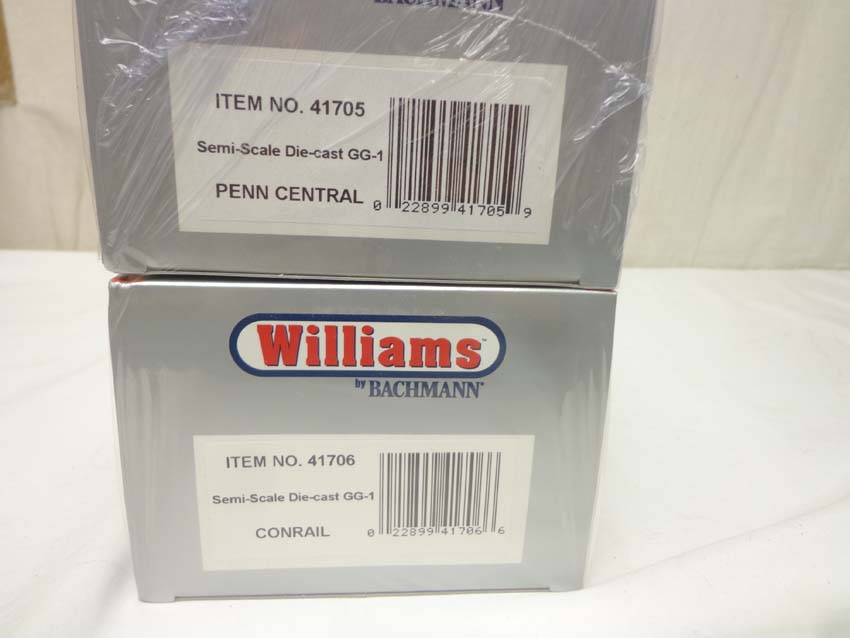 BACHMANN
ITEM NO. 41705
Semi-Scale Die-cast GG-1
PENN CENTRAL
0 22899 41705 9
Williams
by BACHMANN
ITEM NO. 41706
Semi-Scale Die-cast GG-1
CONRAIL
0 22899 41706 6